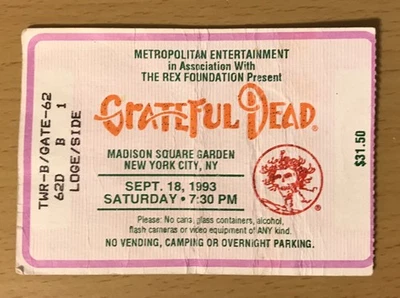 METROPOLITAN ENTERTAINMENT
in Association With
THE REX FOUNDATION Present
GRATEFUL DEAD®
MADISON SQUARE GARDEN
NEW YORK CITY, NY
SEPT. 18, 1993
SATURDAY • 7:30 PM
Please: No cans, glass containers, alcohol,
flash cameras or video equipment of ANY kind.
NO VENDING, CAMPING OR OVERNIGHT PARKING.
TWR-B/GATE-62
62D B 1
LOGE/SIDE
$31.50
®